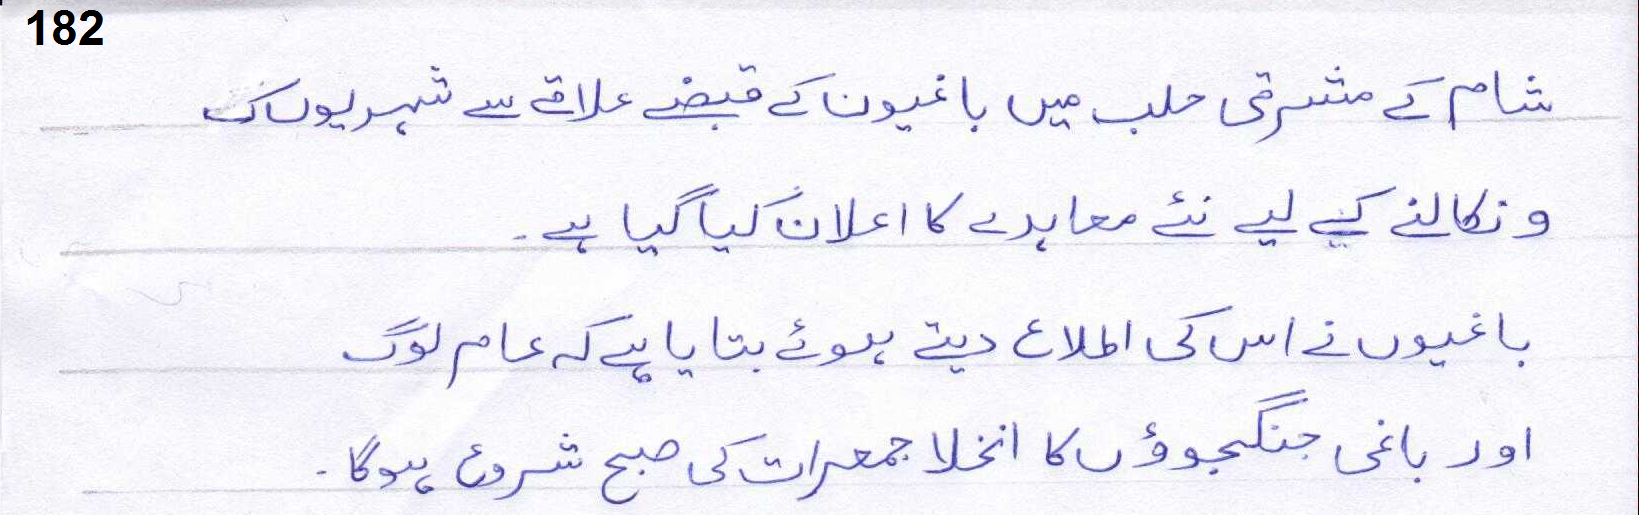 182
شام کے مشرقی حلب میں باغیون کے قبضے علاقے سے شہریوں ک
و نکالنے کیے لیے نئے معاہدے کا اعلان کیا گیا ہے۔
باغیوں نے اس کی اطلاع دیتے ہوئے بتایا ہے کہ عام لوگ
اور باغی جنگجوؤں کا انخلا جمعرات کی صبح شروع ہوگا۔